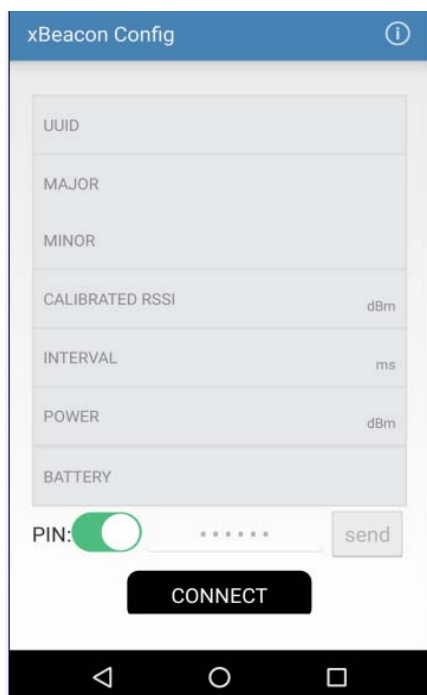 xBeacon Config
UUID
MAJOR
MINOR
CALIBRATED RSSI dBm
INTERVAL ms
POWER dBm
BATTERY
PIN: ...... send
CONNECT